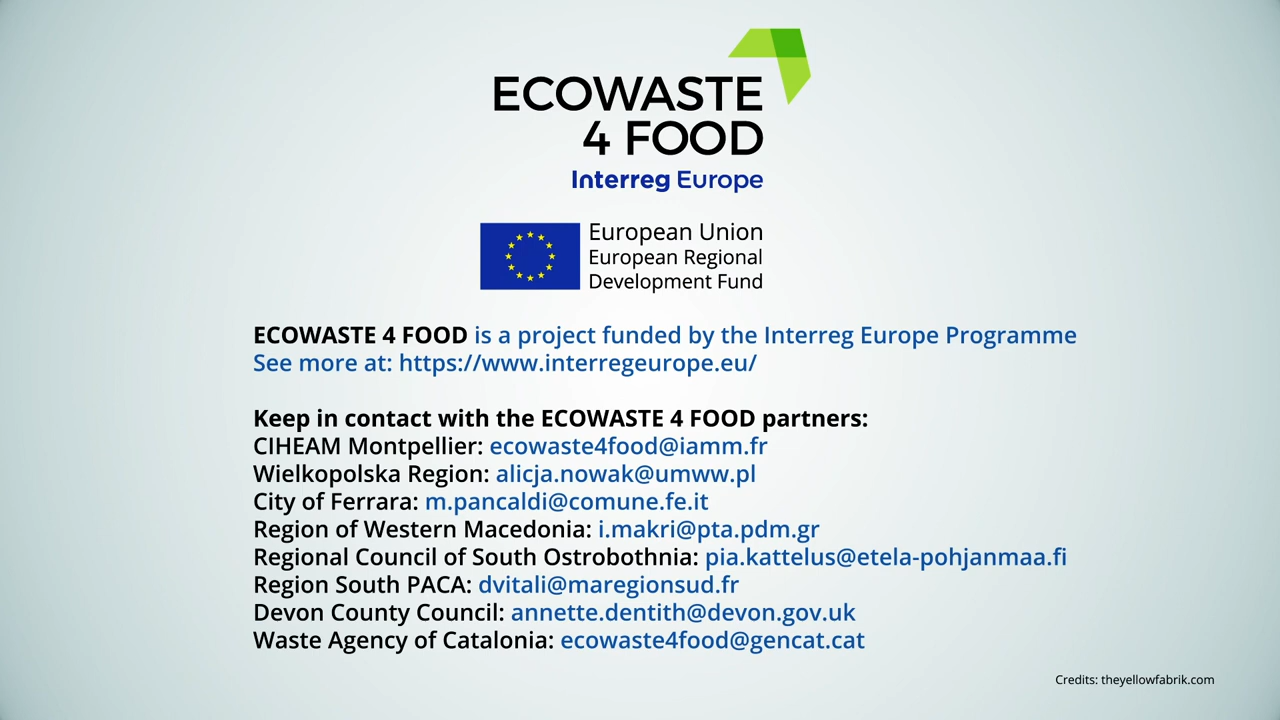 ECOWASTE
4 FOOD
Interreg Europe
European Union
European Regional
Development Fund
ECOWASTE 4 FOOD is a project funded by the Interreg Europe Programme
See more at: https://www.interregeurope.eu/
Keep in contact with the ECOWASTE 4 FOOD partners:
CIHEAM Montpellier: ecowaste4food@iamm.fr
Wielkopolska Region: alicja.nowak@umww.pl
City of Ferrara: m.pancaldi@comune.fe.it
Region of Western Macedonia: i.makri@pta.pdm.gr
Regional Council of South Ostrobothnia: pia.kattelus@etela-pohjanmaa.fi
Region South PACA: dvitali@maregionsud.fr
Devon County Council: annette.dentith@devon.gov.uk
Waste Agency of Catalonia: ecowaste4food@gencat.cat
Credits: theyellowfabrik.com